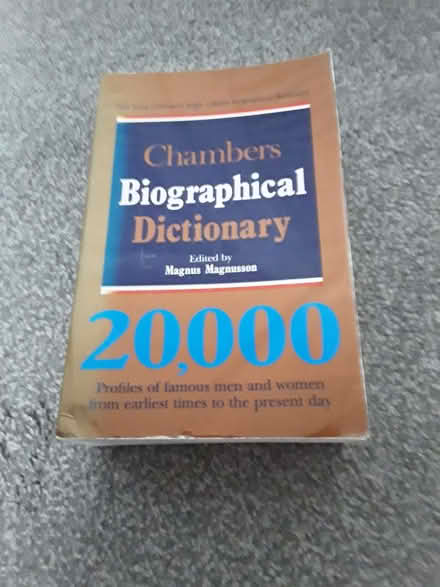 Chambers
Biographical
Dictionary
Edited by
Magnus Magnusson
20,000
Profiles of famous men and women
from earliest times to the present day